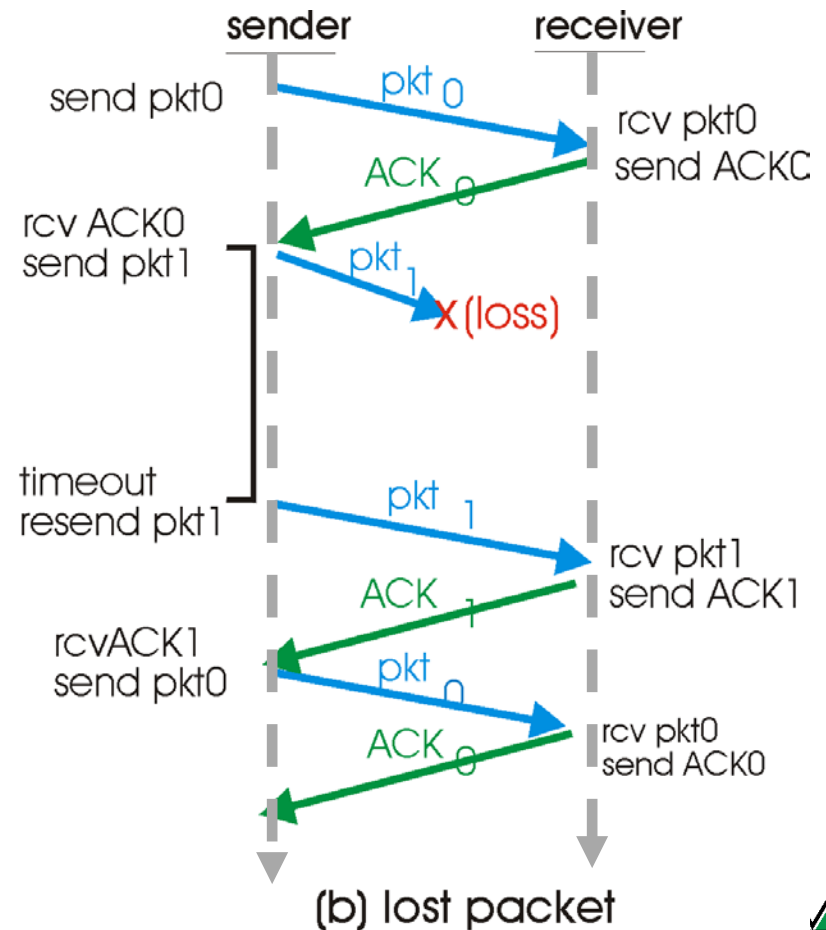 sender
receiver
send pkt0
pkt 0
rcv pkt0
send ACK0
ACK 0
rcv ACK0
send pkt1
pkt 1
X (loss)
timeout
resend pkt1
pkt 1
rcv pkt1
send ACK1
ACK 1
rcvACK1
send pkt0
pkt 0
rcv pkt0
send ACK0
ACK 0
(b) lost packet